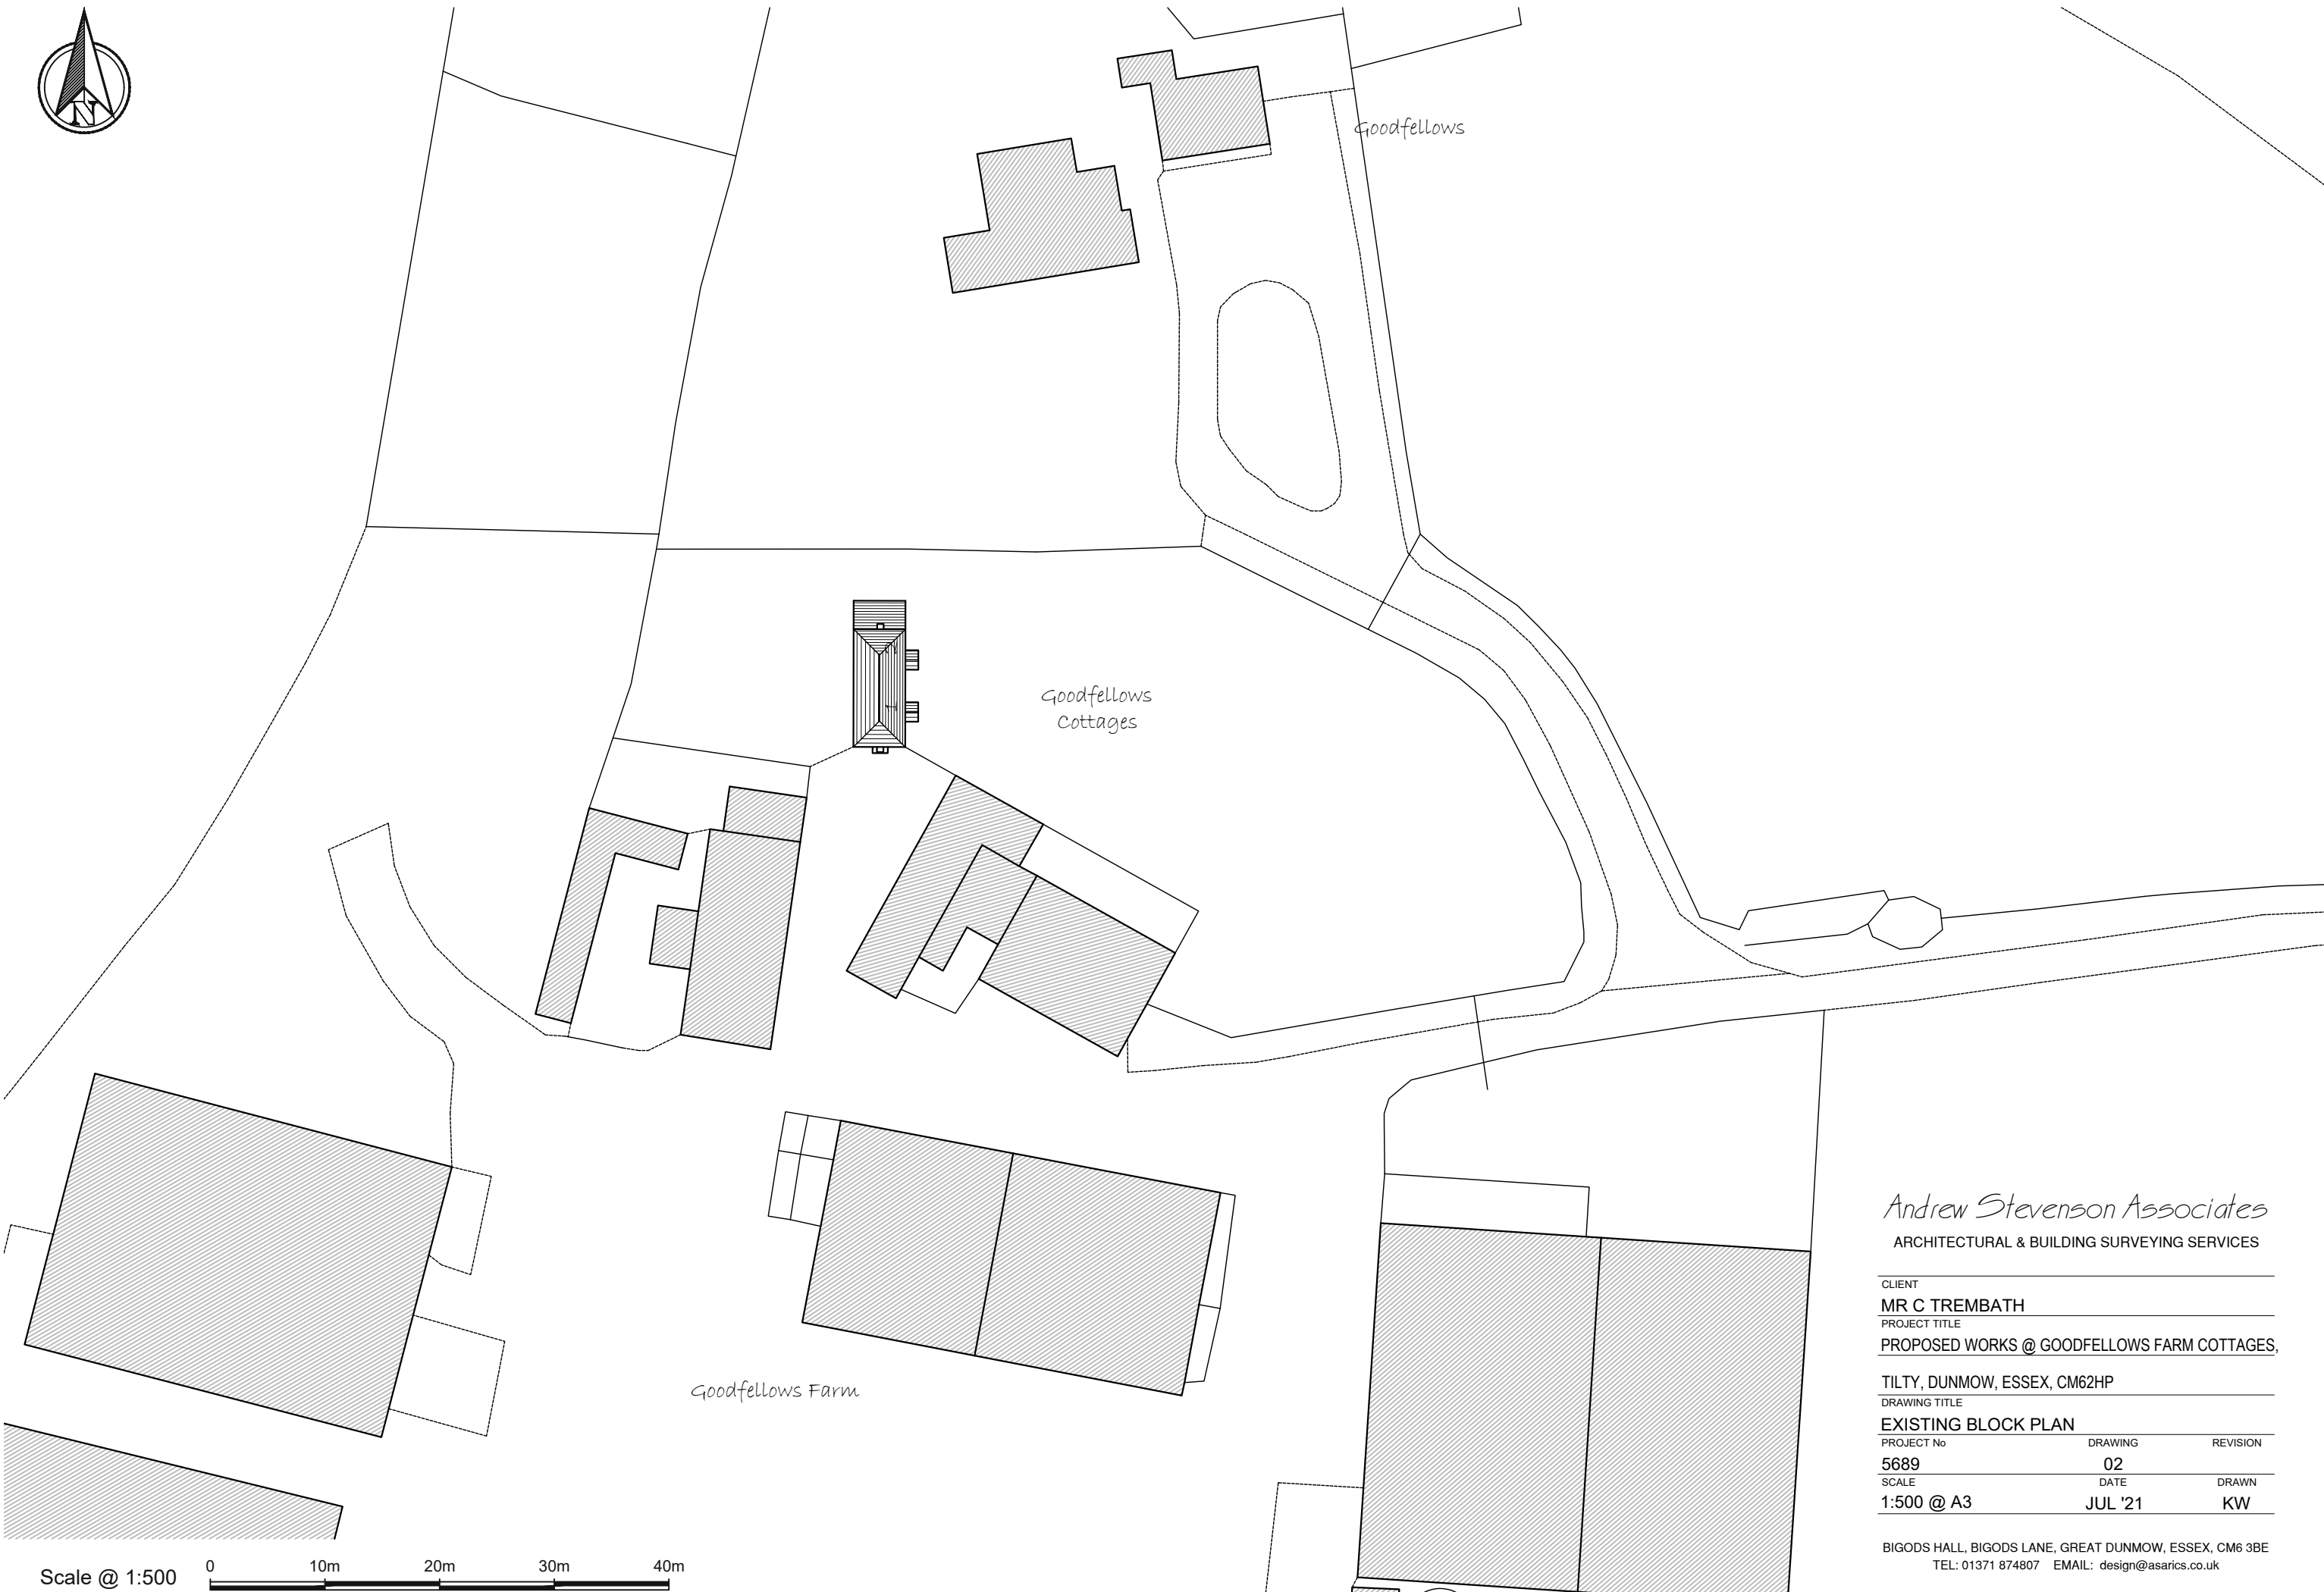 N
Goodfellows
2
1
Goodfellows
Cottages
Goodfellows Farm
Andrew Stevenson Associates
ARCHITECTURAL & BUILDING SURVEYING SERVICES
CLIENT
MR C TREMBATH
PROJECT TITLE
PROPOSED WORKS @ GOODFELLOWS FARM COTTAGES,
TILTY, DUNMOW, ESSEX, CM62HP
DRAWING TITLE
EXISTING BLOCK PLAN
PROJECT No DRAWING REVISION
5689 02
SCALE DATE DRAWN
1:500 @ A3 JUL '21 KW
BIGODS HALL, BIGODS LANE, GREAT DUNMOW, ESSEX, CM6 3BE
TEL: 01371 874807 EMAIL: design@asarics.co.uk
Scale @ 1:500 0 10m 20m 30m 40m